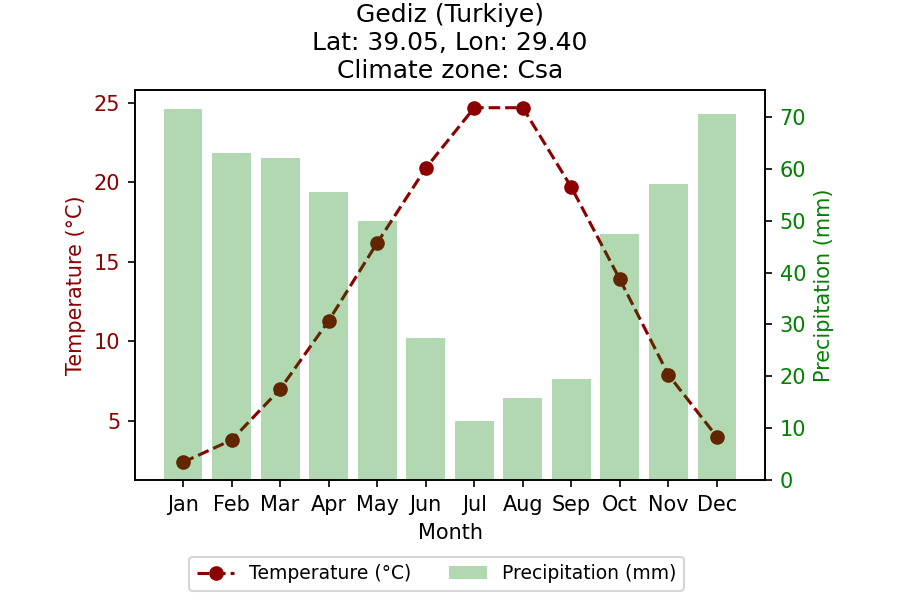 Gediz (Turkiye)
Lat: 39.05, Lon: 29.40
Climate zone: Csa
25
20
15
10
5
Temperature (°C)
70
60
50
40
30
20
10
0
Precipitation (mm)
Jan Feb Mar Apr May Jun Jul Aug Sep Oct Nov Dec
Month
Temperature (°C) Precipitation (mm)